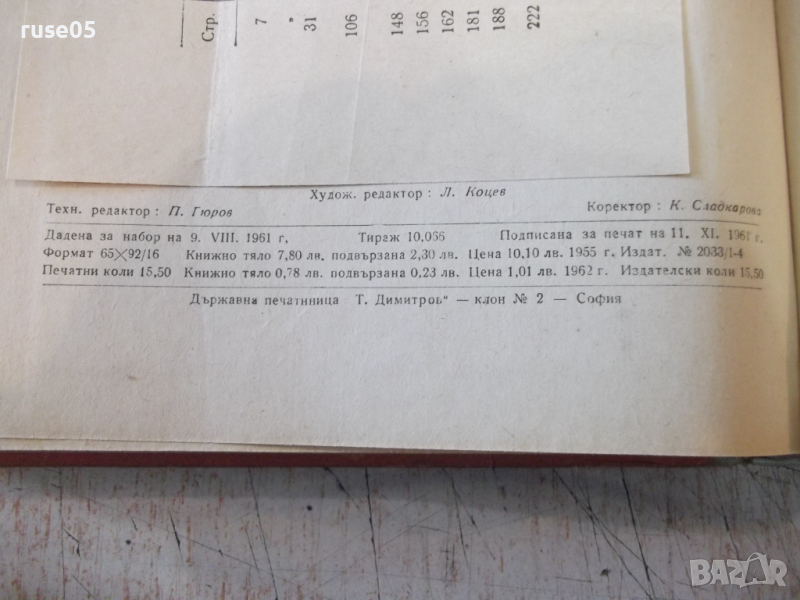 ruse05
Стр.
7
"
31
106
148
156
162
181
188
222
Худож. редактор : Л. Коцев
Техн. редактор : П. Гюров
Коректор : К. Сладкарова
Дадена за набор на 9. VIII. 1961 г, Тираж 10,066 Подписана за печат на 11. XI. 1961 г.
Формат 65×92/16 Книжно тяло 7,80 лв. подвързана 2,30 лв. Цена 10,10 лв. 1955 г. Издат. № 2033/1-4
Печатни коли 15,50 Книжно тяло 0,78 лв. подвързана 0,23 лв. Цена 1,01 лв. 1962 г. Издателски коли 15,50
Държавна печатнница Т. Димитров" — клон № 2 — София
BAZAR